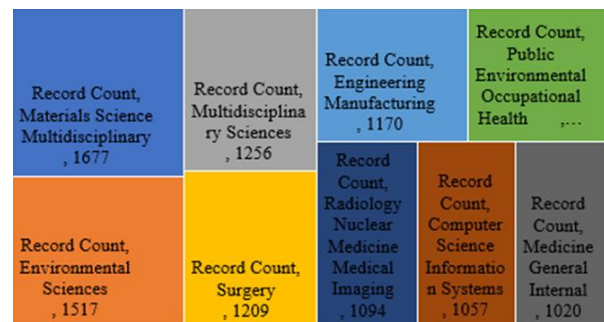 Record Count,
Materials Science
Multidisciplinary
, 1677
Record Count,
Multidisciplina
ry Sciences
, 1256
Record Count,
Engineering
Manufacturing
, 1170
Record Count,
Public
Environmental
Occupational
Health ,...
Record Count,
Environmental
Sciences
, 1517
Record Count,
Surgery
, 1209
Record
Count,
Radiology
Nuclear
Medicine
Medical
Imaging
, 1094
Record
Count,
Computer
Science
Informatio
n Systems
, 1057
Record
Count,
Medicine
General
Internal
, 1020